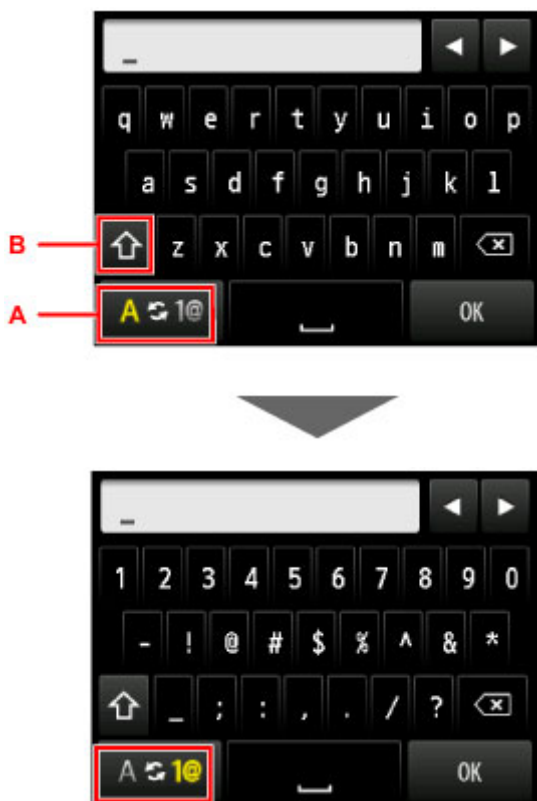 _
q w e r t y u i o p
a s d f g h j k l
B z x c v b n m
A A 1@ OK
_
1 2 3 4 5 6 7 8 9 0
- ! @ # $ % ^ & *
_ ; : , . / ?
A 1@ OK